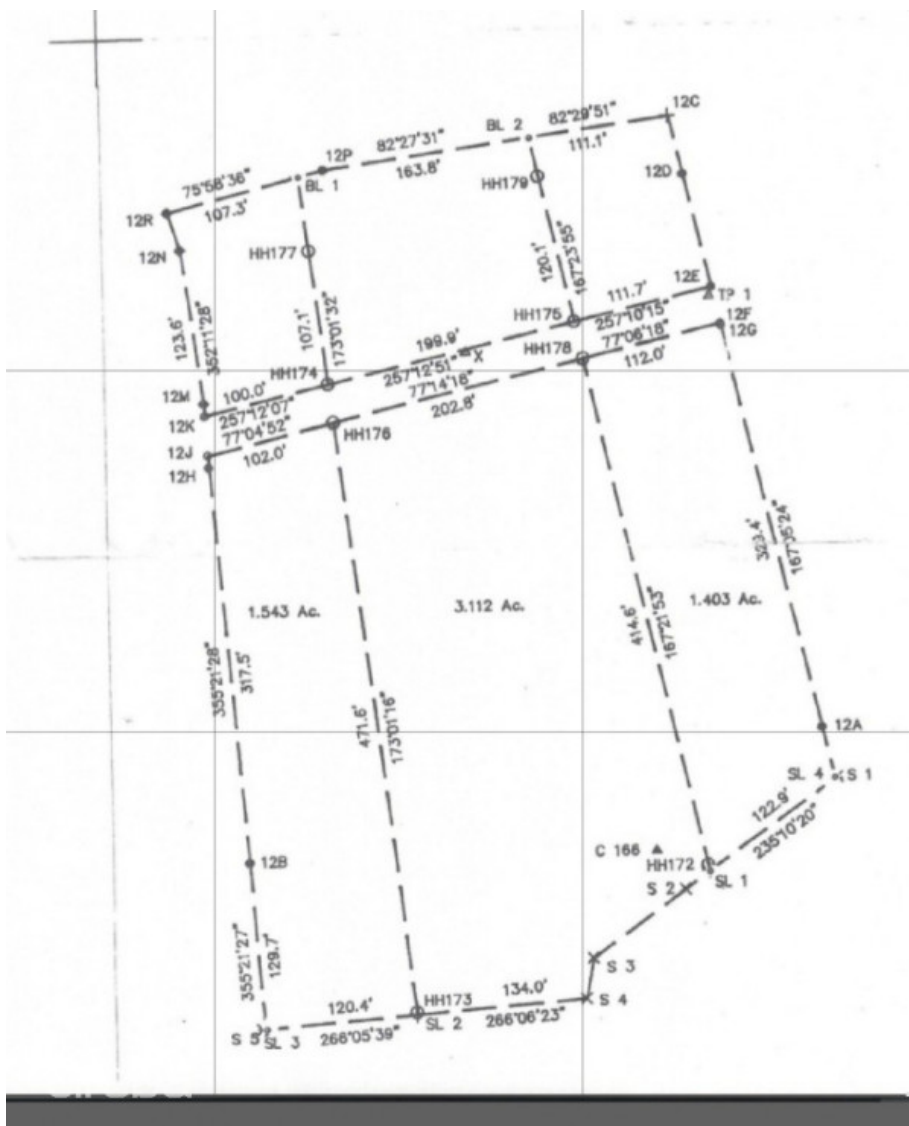 12C
BL 2
82°29'51"
111.1'
82°27'31"
163.8'
12P
75°58'36"
107.3'
BL 1
12D
HH179
12R
12N
HH177
120.1'
167°23'55"
12E
TP 1
123.6'
352°11'28"
107.1'
173°01'32"
HH175
111.7'
257°10'15"
12F
12G
HH178
77°06'18"
112.0'
199.9'
X
257°12'51"
77°14'18"
202.8'
HH174
100.0'
257°12'07"
12M
12K
77°04'52"
102.0'
HH176
12J
12H
323.4'
167°35'24"
1.543 Ac.
3.112 Ac.
1.403 Ac.
414.6'
167°21'53"
355°21'28"
317.5'
471.6'
173°01'16"
12A
SL 4
S 1
122.9'
235°10'20"
C 166
HH172
SL 1
S 2
12B
S 3
355°21'27"
129.7'
HH173
134.0'
S 4
SL 2
266°06'23"
120.4'
266°05'39"
S 5
SL 3